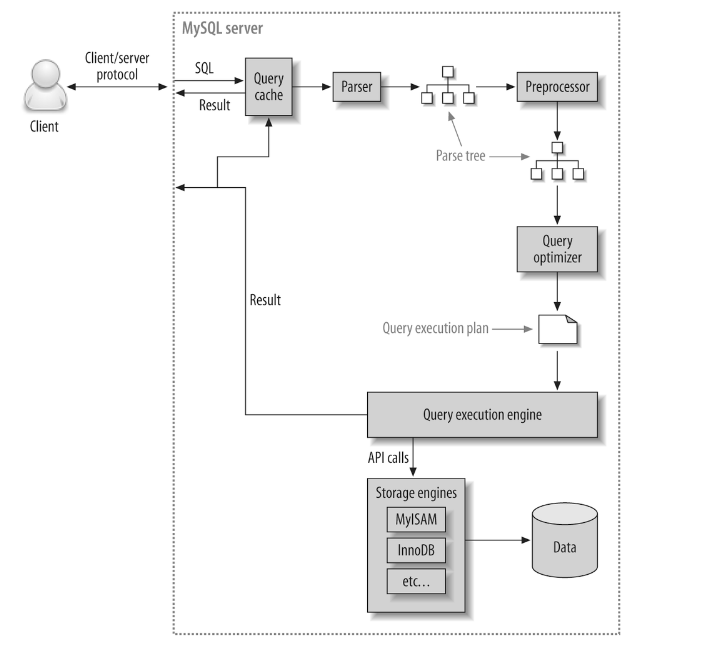 MySQL server
Client/server
protocol
SQL
Result
Query
cache
Parser
Preprocessor
Client
Parse tree
Query
optimizer
Result
Query execution plan
Query execution engine
API calls
Storage engines
MyISAM
InnoDB
etc...
Data